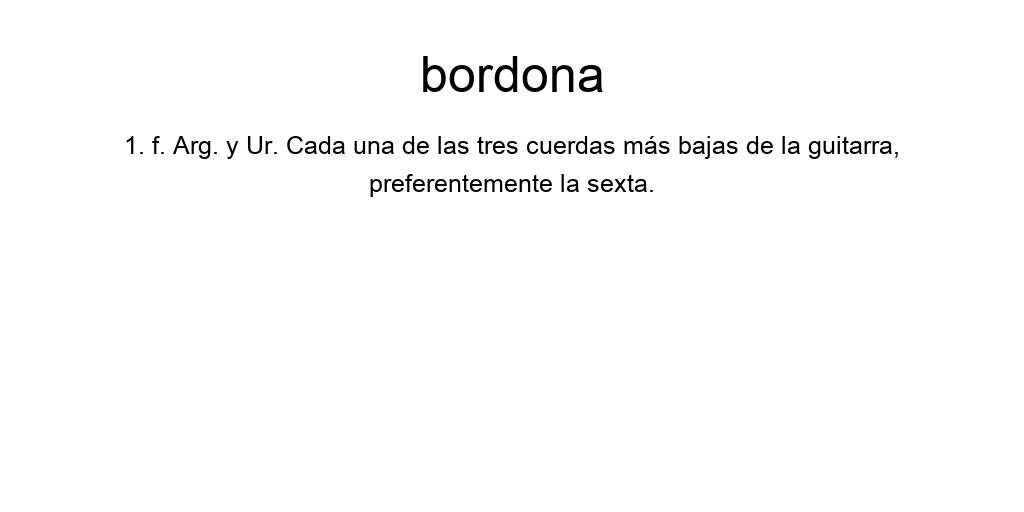 bordona
1. f. Arg. y Ur. Cada una de las tres cuerdas más bajas de la guitarra,
preferentemente la sexta.